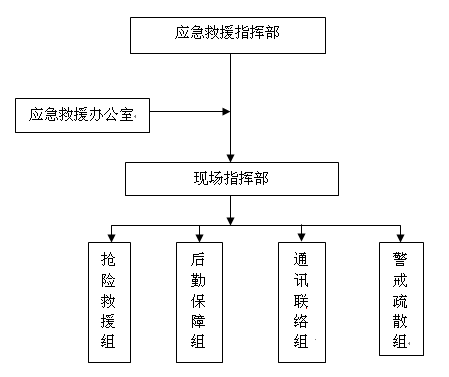 应急救援指挥部
应急救援办公室
现场指挥部
抢险救援组
后勤保障组
通讯联络组
警戒疏散组